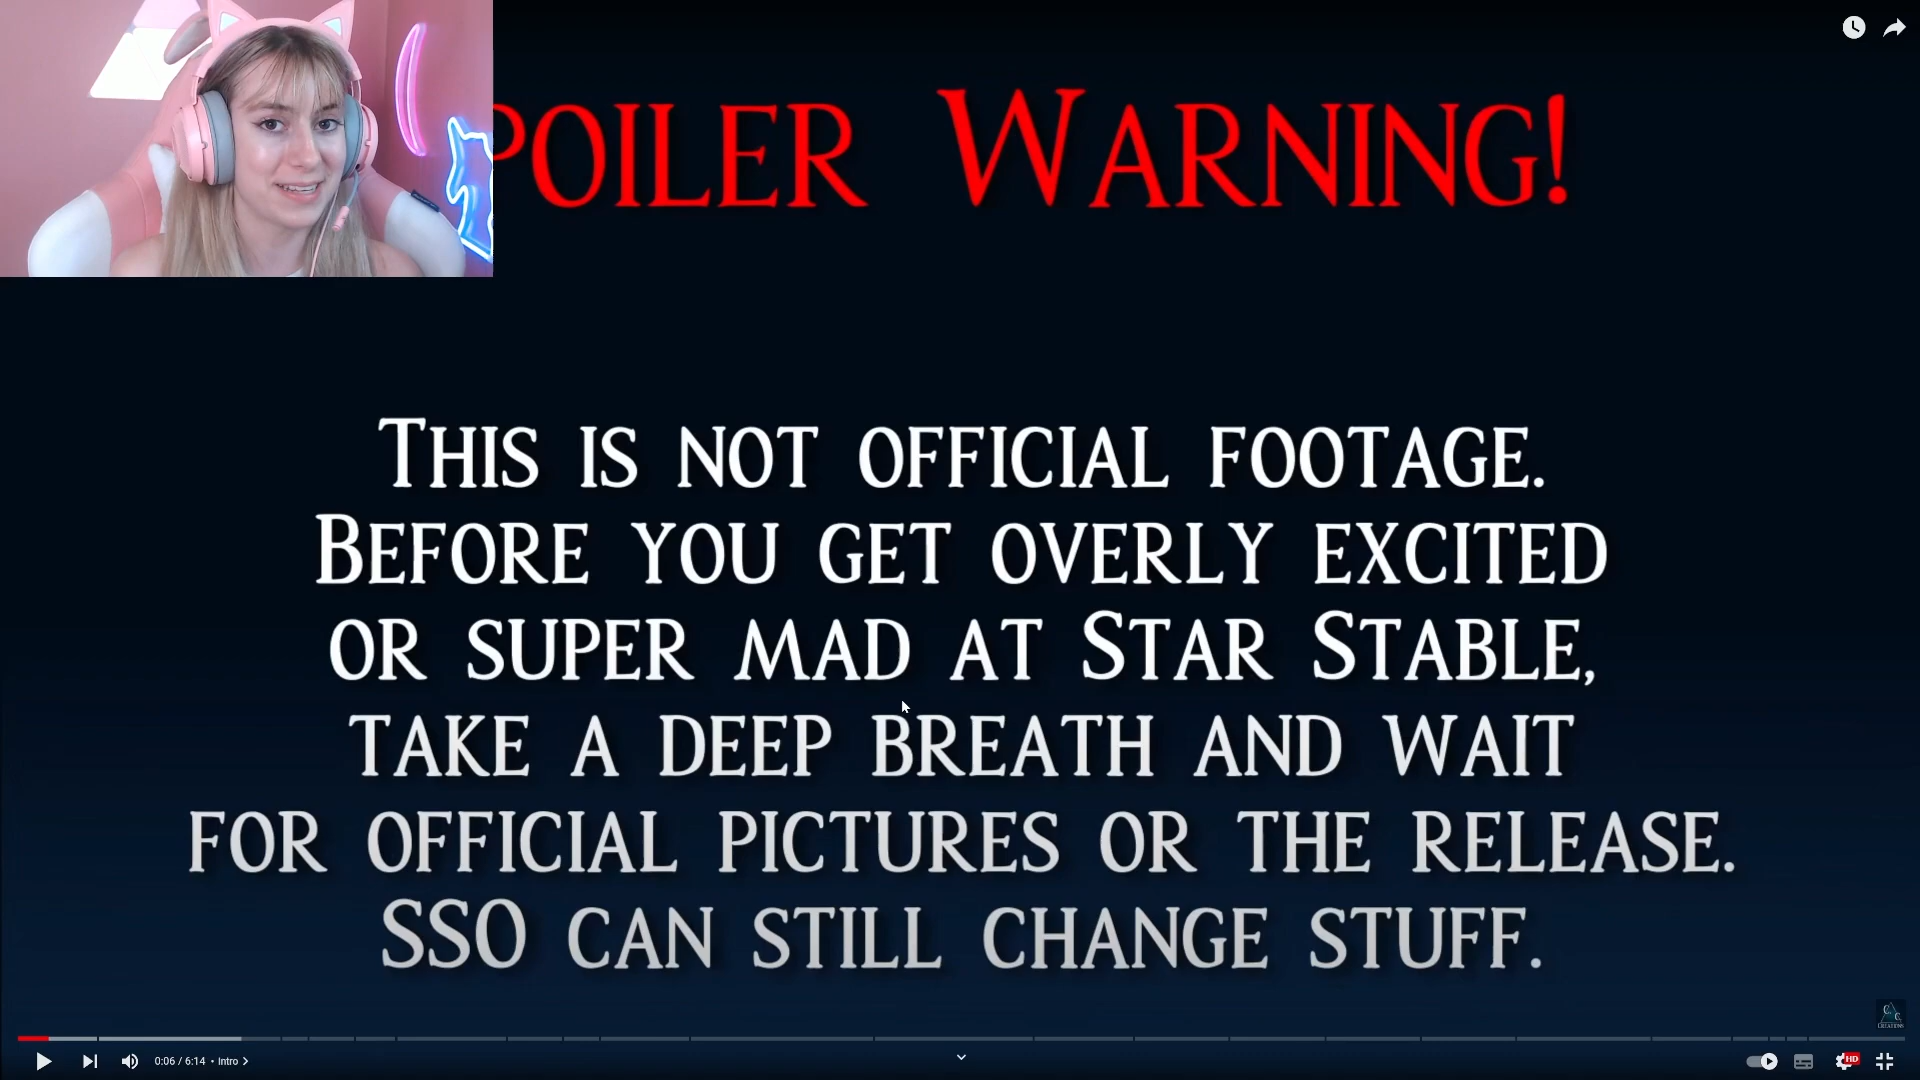 POILER WARNING!
THIS IS NOT OFFICIAL FOOTAGE.
BEFORE YOU GET OVERLY EXCITED
OR SUPER MAD AT STAR STABLE,
TAKE A DEEP BREATH AND WAIT
FOR OFFICIAL PICTURES OR THE RELEASE.
SSO CAN STILL CHANGE STUFF.
CREATIONS
0:06 / 6:14 • Intro
HD